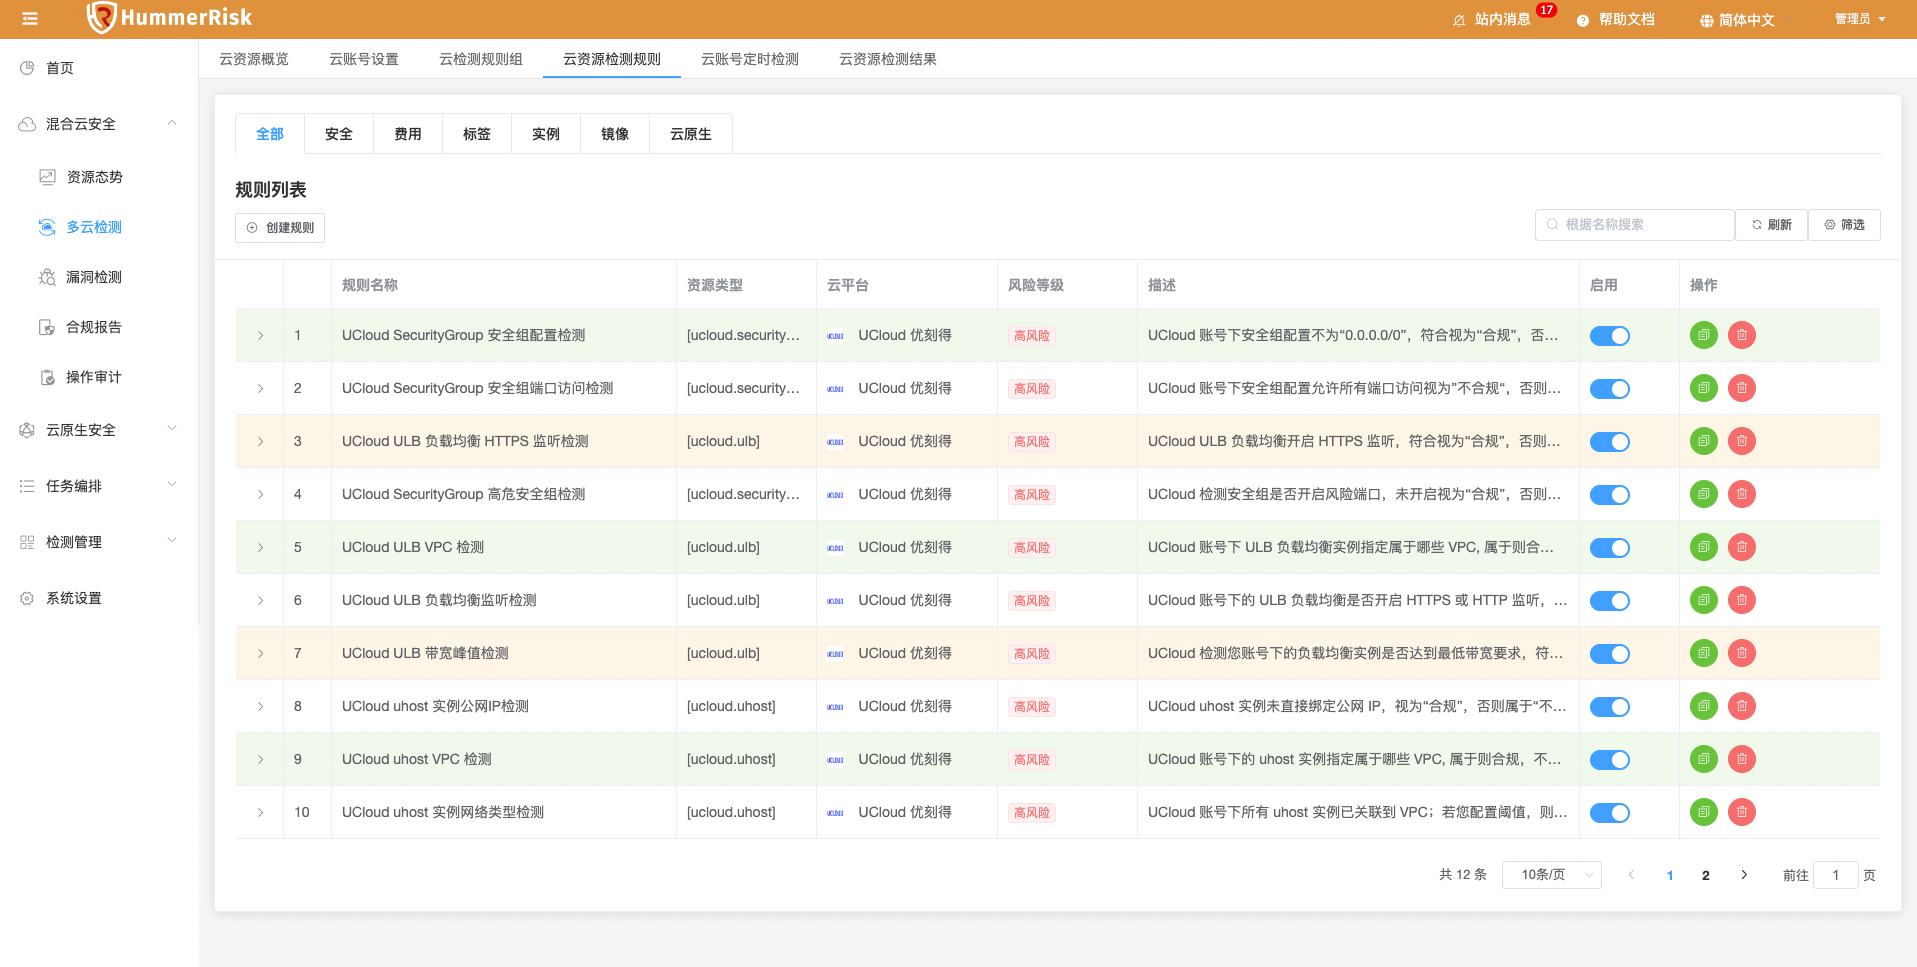 HummerRisk
站内消息 17 帮助文档 简体中文 管理员
首页
混合云安全
资源态势
多云检测
漏洞检测
合规报告
操作审计
云原生安全
任务编排
检测管理
系统设置
云资源概览 云账号设置 云检测规则组 云资源检测规则 云账号定时检测 云资源检测结果
全部 安全 费用 标签 实例 镜像 云原生
规则列表
创建规则 根据名称搜索 刷新 筛选
规则名称 资源类型 云平台 风险等级 描述 启用 操作
1 UCloud SecurityGroup 安全组配置检测 [ucloud.security... UCLOUD UCloud 优刻得 高风险 UCloud 账号下安全组配置不为“0.0.0.0/0”，符合视为“合规”，否...
2 UCloud SecurityGroup 安全组端口访问检测 [ucloud.security... UCLOUD UCloud 优刻得 高风险 UCloud 账号下安全组配置允许所有端口访问视为”不合规“，否则...
3 UCloud ULB 负载均衡 HTTPS 监听检测 [ucloud.ulb] UCLOUD UCloud 优刻得 高风险 UCloud ULB 负载均衡开启 HTTPS 监听，符合视为“合规”，否则...
4 UCloud SecurityGroup 高危安全组检测 [ucloud.security... UCLOUD UCloud 优刻得 高风险 UCloud 检测安全组是否开启风险端口，未开启视为“合规”，否则...
5 UCloud ULB VPC 检测 [ucloud.ulb] UCLOUD UCloud 优刻得 高风险 UCloud 账号下 ULB 负载均衡实例指定属于哪些 VPC, 属于则合...
6 UCloud ULB 负载均衡监听检测 [ucloud.ulb] UCLOUD UCloud 优刻得 高风险 UCloud 账号下的 ULB 负载均衡是否开启 HTTPS 或 HTTP 监听，...
7 UCloud ULB 带宽峰值检测 [ucloud.ulb] UCLOUD UCloud 优刻得 高风险 UCloud 检测您账号下的负载均衡实例是否达到最低带宽要求，符...
8 UCloud uhost 实例公网IP检测 [ucloud.uhost] UCLOUD UCloud 优刻得 高风险 UCloud uhost 实例未直接绑定公网 IP，视为“合规”，否则属于“不...
9 UCloud uhost VPC 检测 [ucloud.uhost] UCLOUD UCloud 优刻得 高风险 UCloud 账号下的 uhost 实例指定属于哪些 VPC, 属于则合规，不...
10 UCloud uhost 实例网络类型检测 [ucloud.uhost] UCLOUD UCloud 优刻得 高风险 UCloud 账号下所有 uhost 实例已关联到 VPC；若您配置阈值，则...
共 12 条 10条/页 1 2 前往 1 页